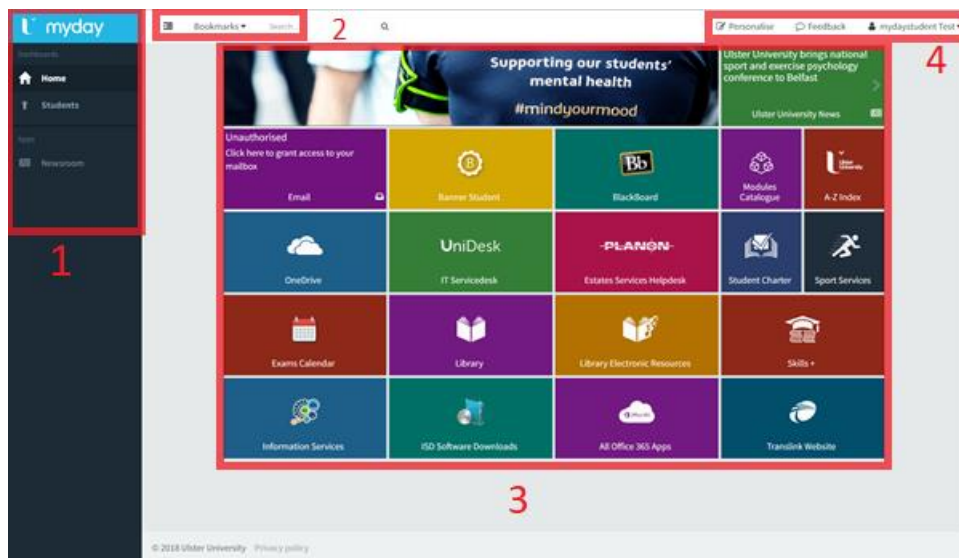 myday
Dashboards
Home
Students
Newsroom
1
Bookmarks
Search
2
Personalise
Feedback
mydaystudent Test
4
Supporting our students'
mental health
#mindyourmood
Ulster University brings national
sport and exercise psychology
conference to Belfast
Ulster University News
Unauthorised
Click here to grant access to your
mailbox
Email
B
Banner Student
Bb
BlackBoard
Modules
Catalogue
Ulster
University
A-Z Index
OneDrive
UniDesk
IT Servicedesk
PLANON
Estates Services Helpdesk
Student Charter
Sport Services
Exams Calendar
Library
Library Electronic Resources
Skills +
Information Services
ISD Software Downloads
All Office 365 Apps
Translink Website
3
© 2018 Ulster University Privacy policy